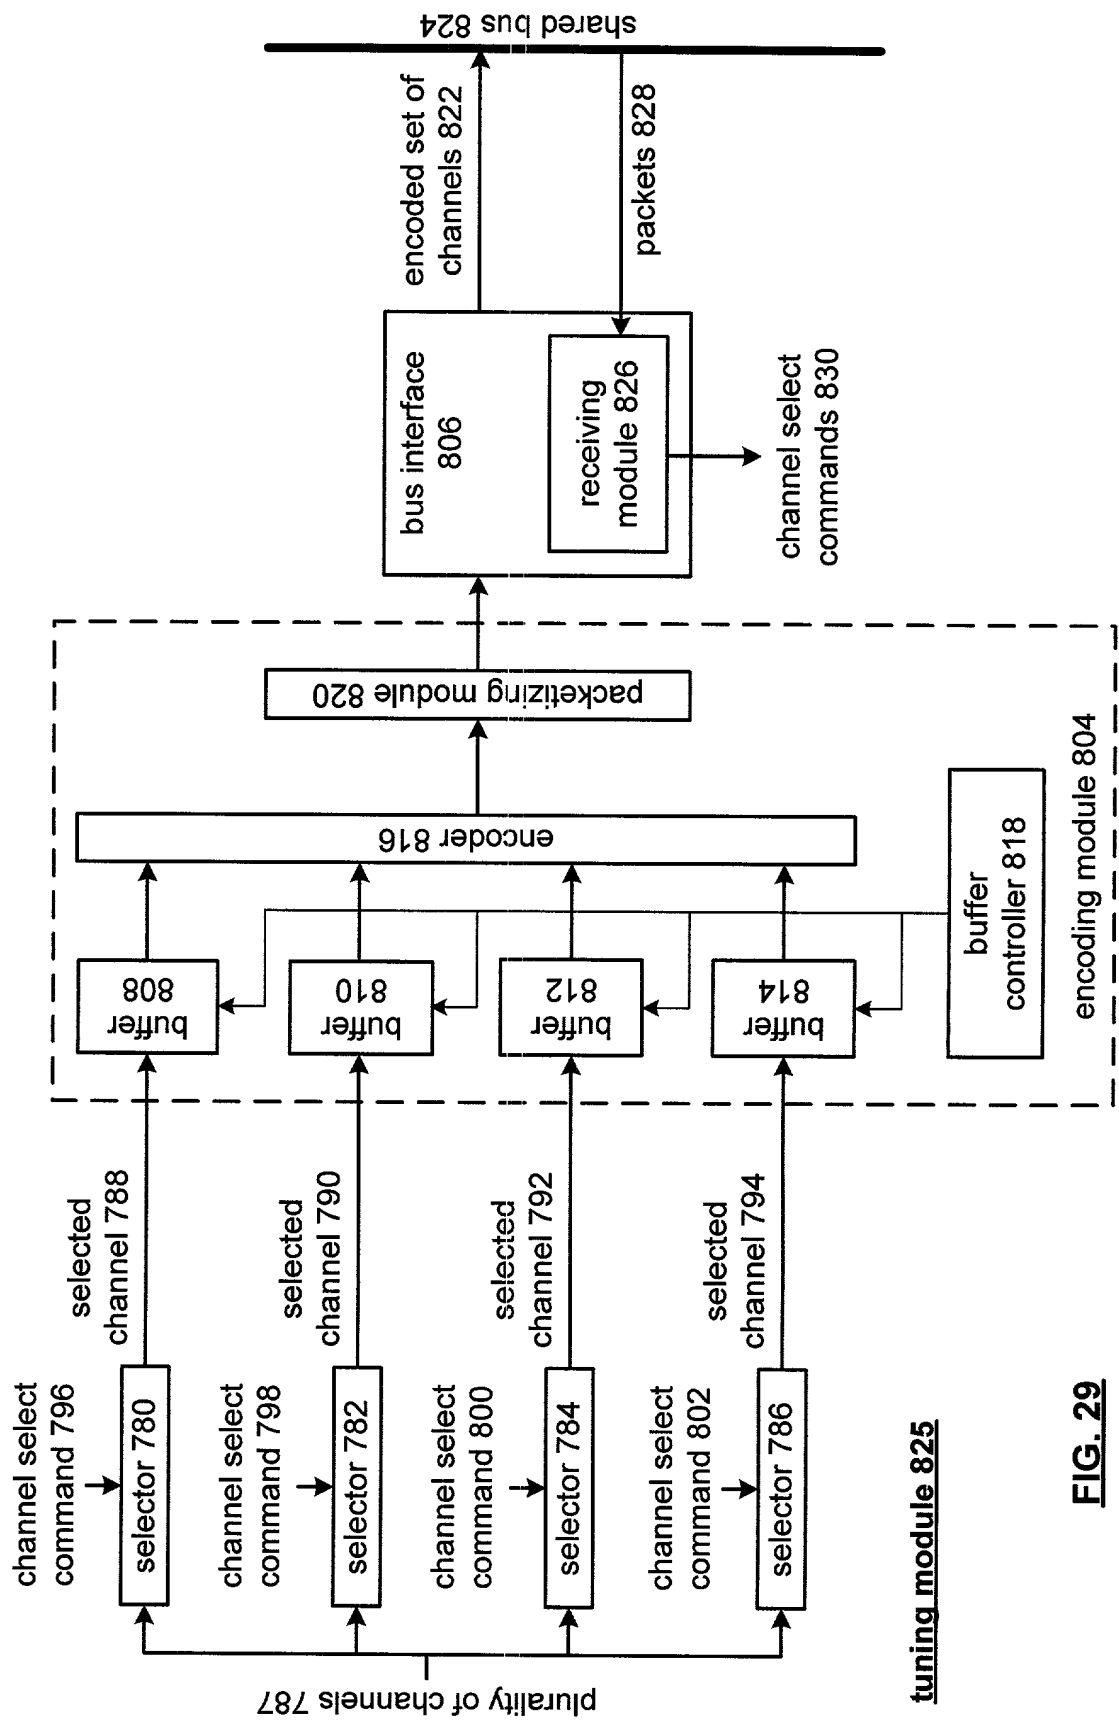 plurality of channels 787
channel select
command 796
selector 780
channel select
command 798
selector 782
channel select
command 800
selector 784
channel select
command 802
selector 786
selected
channel 788
selected
channel 790
selected
channel 792
selected
channel 794
buffer
808
buffer
810
buffer
812
buffer
814
encoder 816
buffer
controller 818
packetizing module 820
encoding module 804
bus interface
806
receiving
module 826
channel select
commands 830
encoded set of
channels 822
packets 828
shared bus 824
tuning module 825
FIG. 29